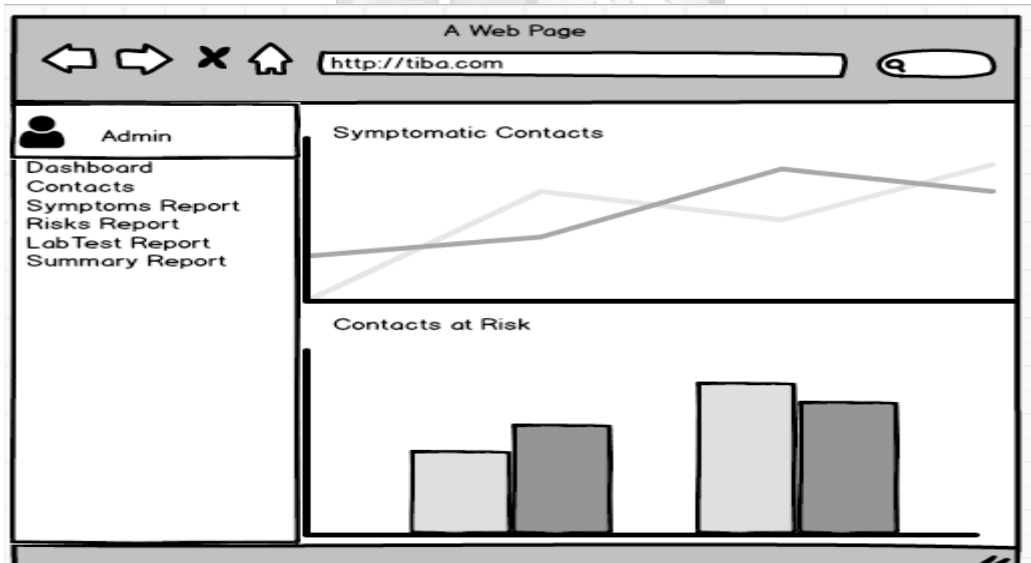 A Web Page
http://tiba.com
Admin
Dashboard
Contacts
Symptoms Report
Risks Report
LabTest Report
Summary Report
Symptomatic Contacts
Contacts at Risk